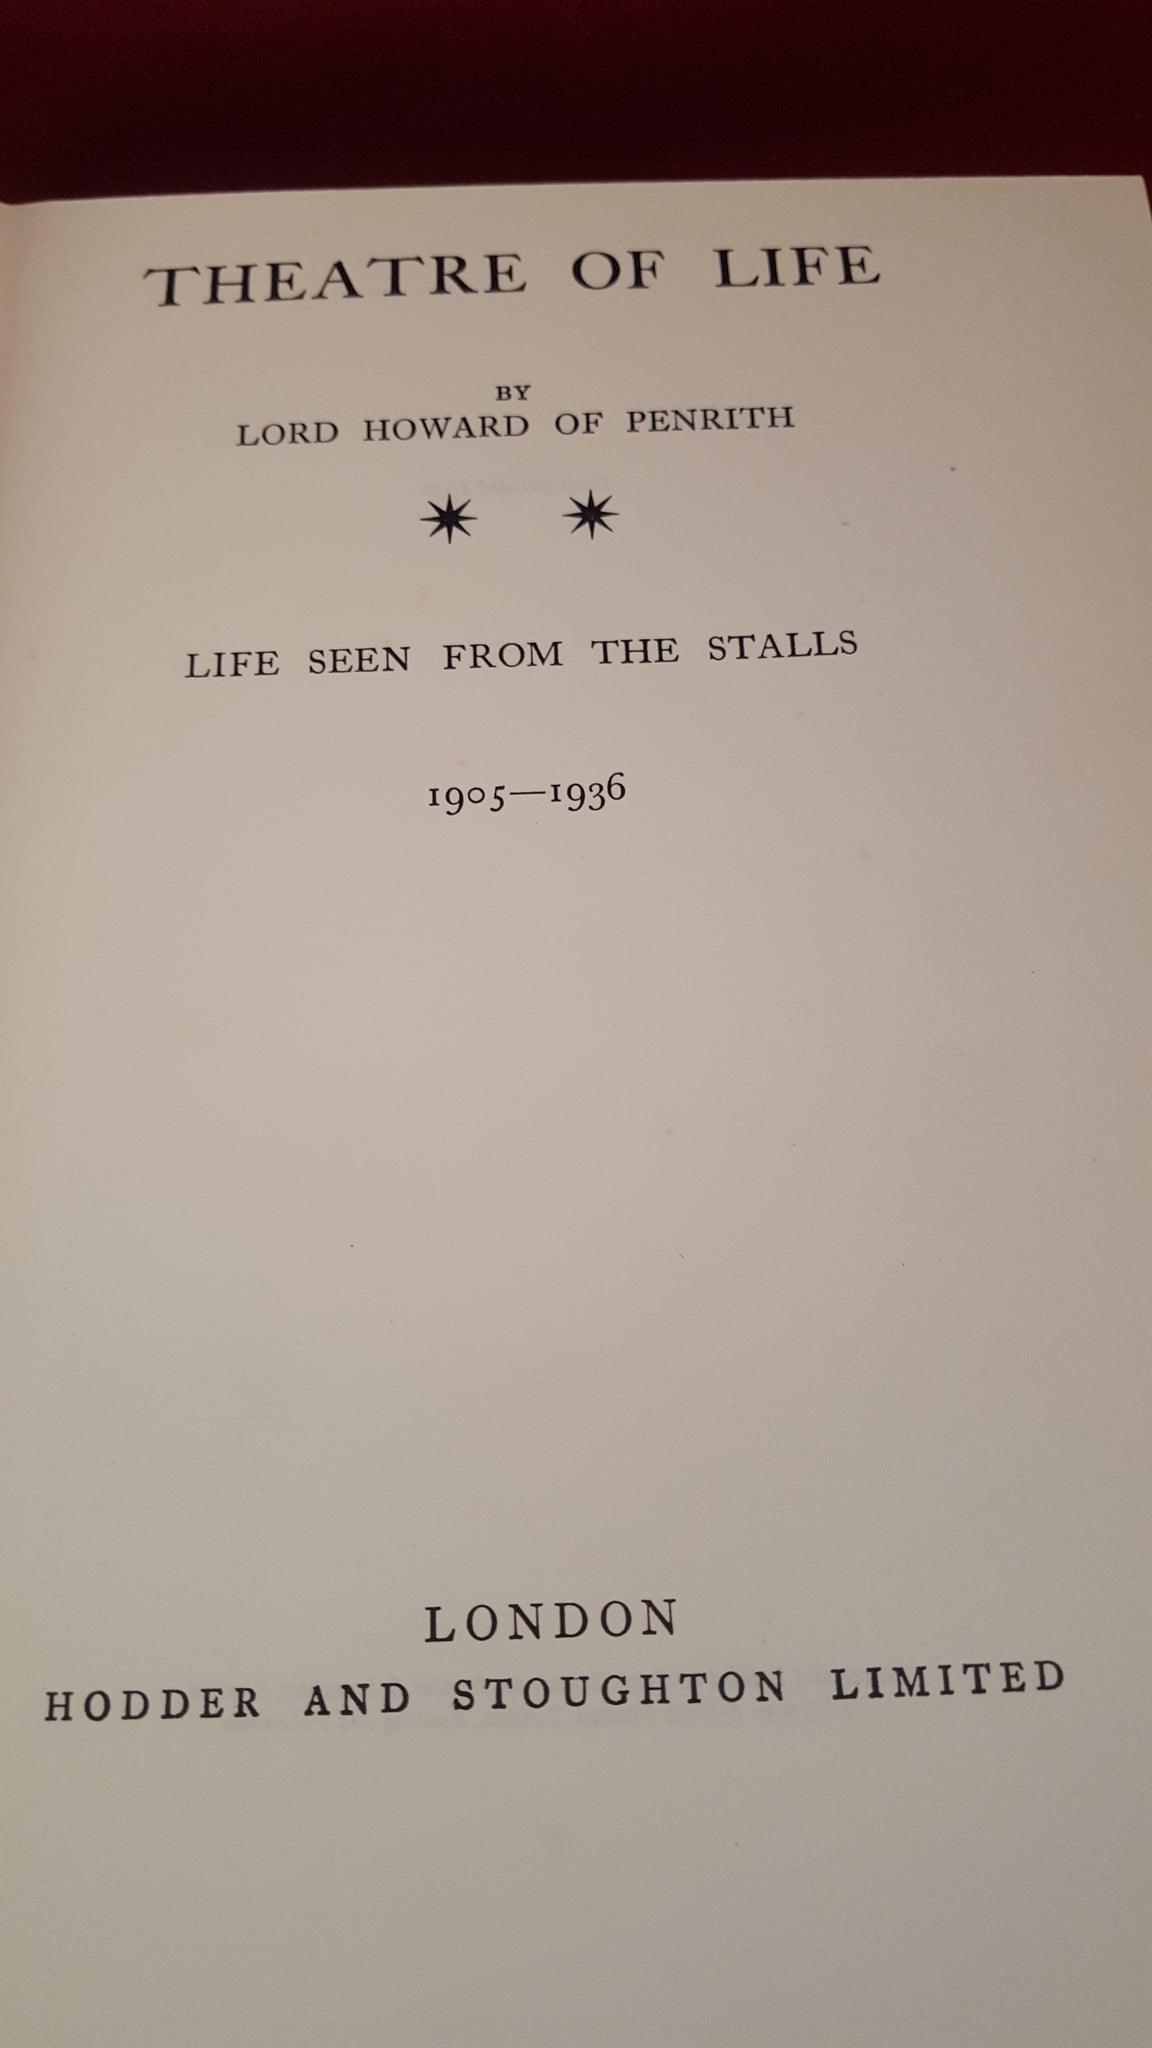 THEATRE OF LIFE
BY
LORD HOWARD OF PENRITH
LIFE SEEN FROM THE STALLS
1905—1936
LONDON
HODDER AND STOUGHTON LIMITED